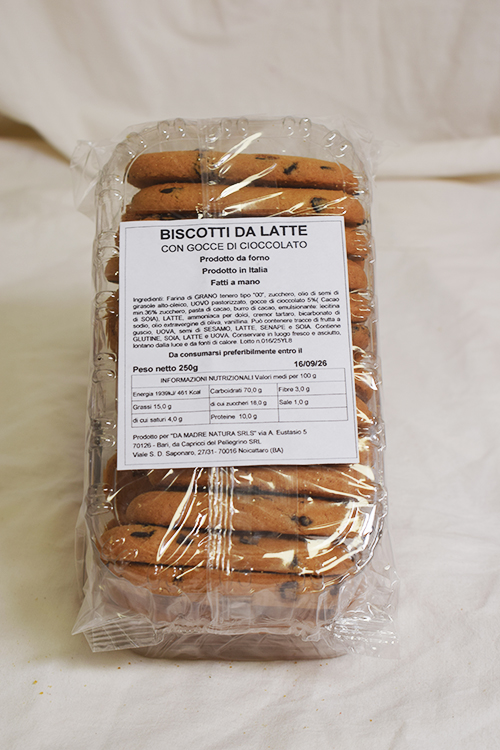 BISCOTTI DA LATTE
CON GOCCE DI CIOCCOLATO
Prodotto da forno
Prodotto in Italia
Fatti a mano
Ingredienti: Farina di GRANO tenero tipo "00", zucchero, olio di semi di
girasole alto-oleico, UOVO pastorizzato, gocce di cioccolato 5%( Cacao
min.36% zucchero, pasta di cacao, burro di cacao, emulsionante: lecitina
di SOIA), LATTE, ammoniaca per dolci, cremor tartaro, bicarbonato di
sodio, olio extravergine di oliva, vanillina. Può contenere tracce di frutta a
guscio, UOVA, semi di SESAMO, LATTE, SENAPE e SOIA. Contiene
GLUTINE, SOIA, LATTE e UOVA. Conservare in luogo fresco e asciutto,
lontano dalla luce e da fonti di calore. Lotto n.016/25YL8
Da consumarsi preferibilmente entro il
Peso netto 250g 16/09/26
INFORMAZIONI NUTRIZIONALI Valori medi per 100 g
Energia 1939kJ/ 461 Kcal Carboidrati 70,0 g Fibre 3,0 g
Grassi 15,0 g di cui zuccheri 18,0 g Sale 1,0 g
di cui saturi 4,0 g Proteine 10,0 g
Prodotto per "DA MADRE NATURA SRLS" via A. Eustasio 5
70126 - Bari, da Capricci del Pellegrino SRL
Viale S. D. Saponaro, 27/31- 70016 Noicattaro (BA)